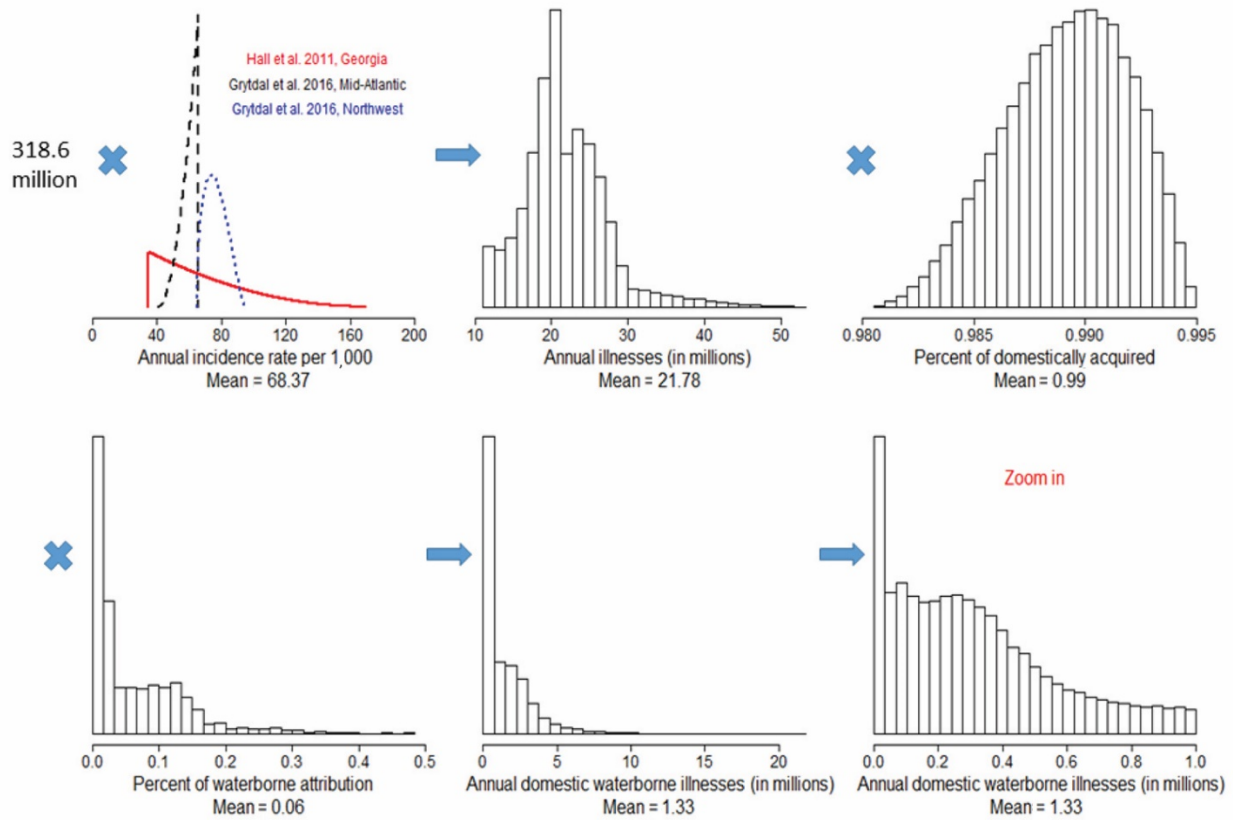 Hall et al. 2011, Georgia
Grytdal et al. 2016, Mid-Atlantic
Grytdal et al. 2016, Northwest
318.6
million
0 40 80 120 160 200
Annual incidence rate per 1,000
Mean = 68.37
10 20 30 40 50
Annual illnesses (in millions)
Mean = 21.78
0.980 0.985 0.990 0.995
Percent of domestically acquired
Mean = 0.99
0.0 0.1 0.2 0.3 0.4 0.5
Percent of waterborne attribution
Mean = 0.06
0 5 10 15 20
Annual domestic waterborne illnesses (in millions)
Mean = 1.33
Zoom in
0.0 0.2 0.4 0.6 0.8 1.0
Annual domestic waterborne illnesses (in millions)
Mean = 1.33